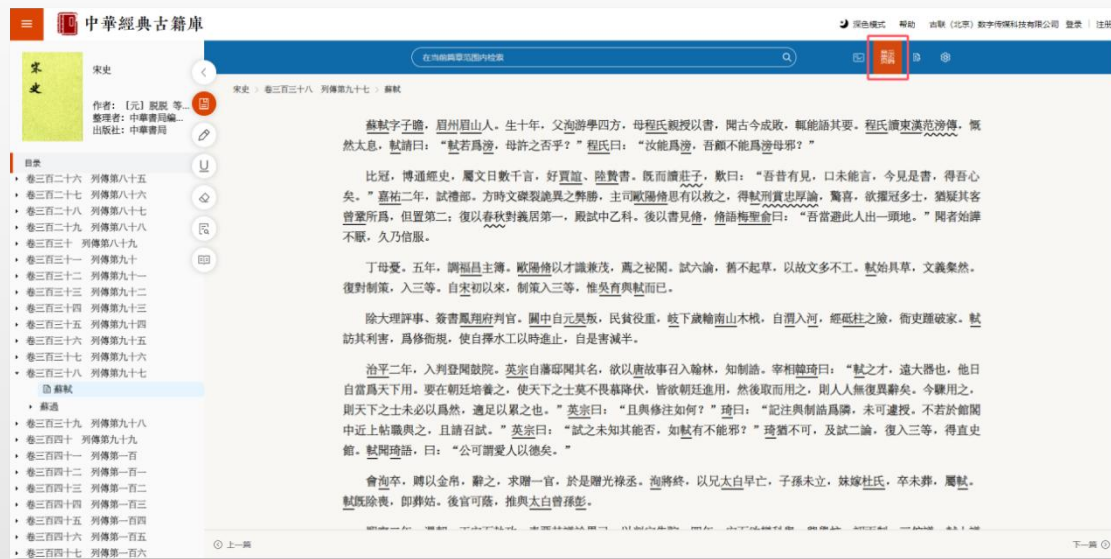 中華經典古籍庫
深色模式 帮助 古联（北京）数字传媒科技有限公司 登录 注册
宋史
宋史
作者：[元] 脱脱 等...
整理者：中華書局編...
出版社：中華書局
目录
卷三百二十六 列傳第八十五
卷三百二十七 列傳第八十六
卷三百二十八 列傳第八十七
卷三百二十九 列傳第八十八
卷三百三十 列傳第八十九
卷三百三十一 列傳第九十
卷三百三十二 列傳第九十一
卷三百三十三 列傳第九十二
卷三百三十四 列傳第九十三
卷三百三十五 列傳第九十四
卷三百三十六 列傳第九十五
卷三百三十七 列傳第九十六
卷三百三十八 列傳第九十七
蘇軾
蘇過
卷三百三十九 列傳第九十八
卷三百四十 列傳第九十九
卷三百四十一 列傳第一百
卷三百四十二 列傳第一百一
卷三百四十三 列傳第一百二
卷三百四十四 列傳第一百三
卷三百四十五 列傳第一百四
卷三百四十六 列傳第一百五
卷三百四十七 列傳第一百六
在当前篇章范围内检索
宋史 > 卷三百三十八 列傳第九十七 > 蘇軾
蘇軾字子瞻，眉州眉山人。生十年，父洵游學四方，母程氏親授以書，聞古今成敗，輒能語其要。程氏讀東漢范滂傳，慨
然太息，軾請曰：“軾若爲滂，母許之否乎？”程氏曰：“汝能爲滂，吾顧不能爲滂母邪？”
比冠，博通經史，屬文日數千言，好賈誼、陸贄書。既而讀莊子，歎曰：“吾昔有見，口未能言，今見是書，得吾心
矣。”嘉祐二年，試禮部。方時文磔裂詭異之弊勝，主司歐陽脩思有以救之，得軾刑賞忠厚論，驚喜，欲擢冠多士，猶疑其客
曾鞏所爲，但置第二；復以春秋對義居第一，殿試中乙科。後以書見脩，脩語梅聖俞曰：“吾當避此人出一頭地。”聞者始譁
不厭，久乃信服。
丁母憂。五年，調福昌主簿。歐陽脩以才識兼茂，薦之祕閣。試六論，舊不起草，以故文多不工。軾始具草，文義粲然。
復對制策，入三等。自宋初以來，制策入三等，惟吳育與軾而已。
除大理評事、簽書鳳翔府判官。關中自元昊叛，民貧役重，岐下歲輸南山木栰，自渭入河，經砥柱之險，衙吏踵破家。軾
訪其利害，爲修衙規，使自擇水工以時進止，自是害減半。
治平二年，入判登聞鼓院。英宗自藩邸聞其名，欲以唐故事召入翰林，知制誥。宰相韓琦曰：“軾之才，遠大器也，他日
自當爲天下用。要在朝廷培養之，使天下之士莫不畏慕降伏，皆欲朝廷進用，然後取而用之，則人人無復異辭矣。今驟用之，
則天下之士未必以爲然，適足以累之也。”英宗曰：“且與修注如何？”琦曰：“記注與制誥爲鄰，未可遽授。不若於館閣
中近上帖職與之，且請召試。”英宗曰：“試之未知其能否，如軾有不能邪？”琦猶不可，及試二論，復入三等，得直史
館。軾聞琦語，曰：“公可謂愛人以德矣。”
會洵卒，賻以金帛，辭之，求贈一官，於是贈光祿丞。洵將終，以兄太白早亡，子孫未立，妹嫁杜氏，卒未葬，屬軾。
軾既除喪，即葬姑。後官可蔭，推與太白曾孫彭。
上一篇
下一篇